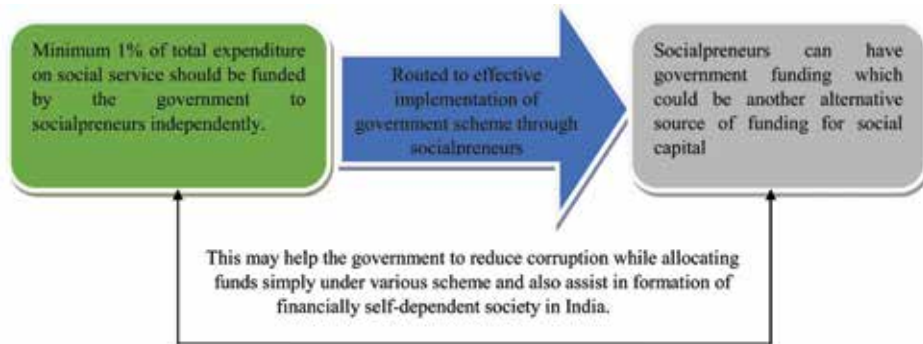 Minimum 1% of total expenditure
on social service should be funded
by the government to
socialpreneurs independently.
Routed to effective
implementation of
government scheme through
socialpreneurs
Socialpreneurs can have
government funding which
could be another alternative
source of funding for social
capital
This may help the government to reduce corruption while allocating
funds simply under various scheme and also assist in formation of
financially self-dependent society in India.